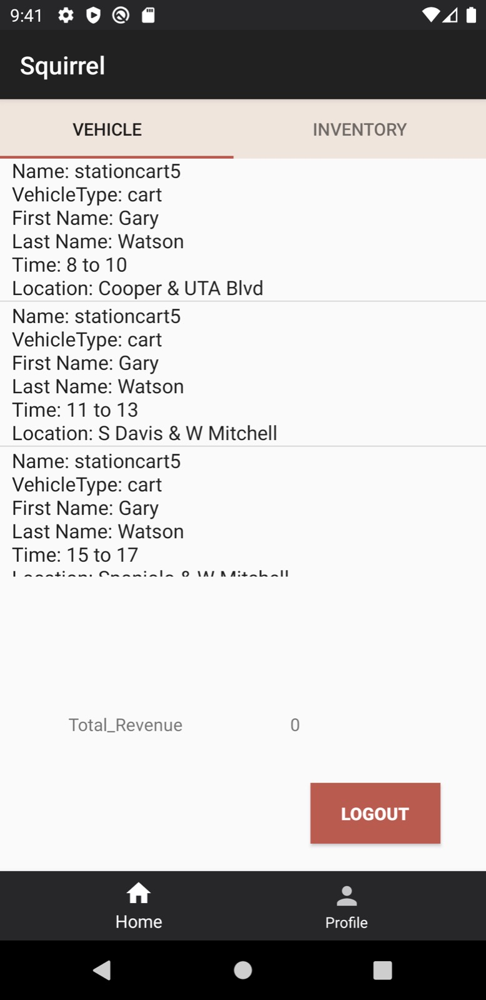 9:41
Squirrel
VEHICLE
INVENTORY
Name: stationcart5
VehicleType: cart
First Name: Gary
Last Name: Watson
Time: 8 to 10
Location: Cooper & UTA Blvd
Name: stationcart5
VehicleType: cart
First Name: Gary
Last Name: Watson
Time: 11 to 13
Location: S Davis & W Mitchell
Name: stationcart5
VehicleType: cart
First Name: Gary
Last Name: Watson
Time: 15 to 17
Location: & W Mitchell
Total_Revenue 0
LOGOUT
Home
Profile